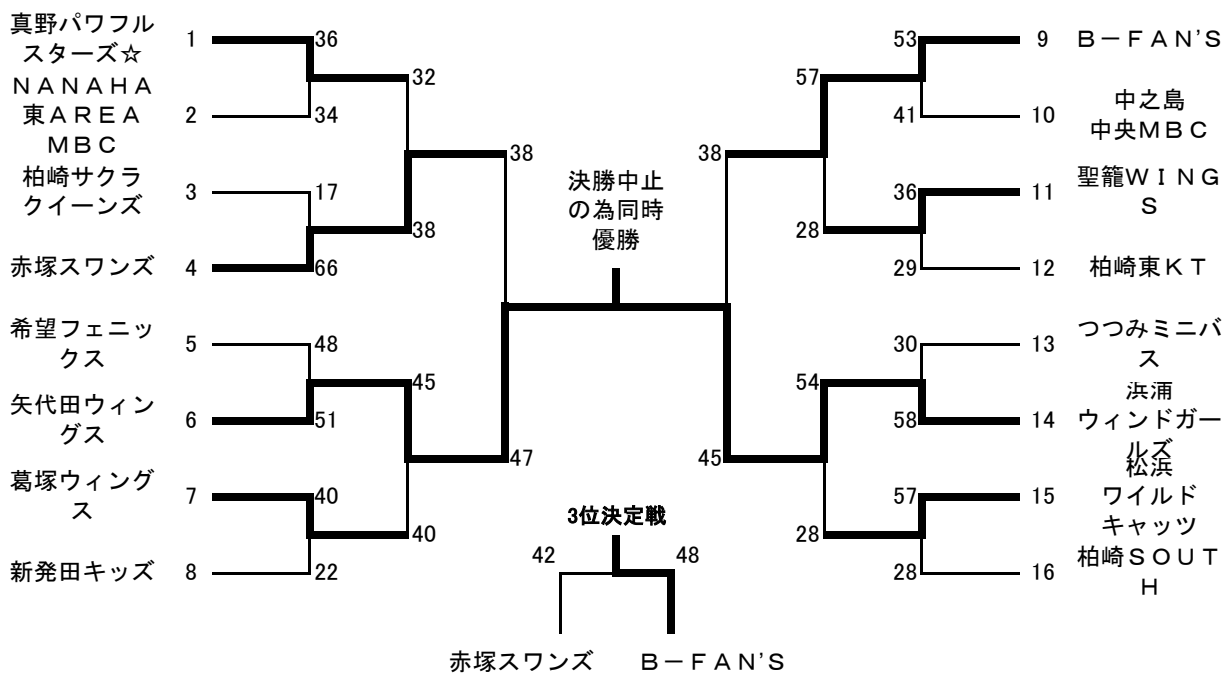 真野パワフル
スターズ☆
1
36
32
ＮＡＮＡＨＡ
東ＡＲＥＡ
ＭＢＣ
2
34
38
柏崎サクラ
クイーンズ
3
17
38
赤塚スワンズ
4
66
希望フェニッ
クス
5
48
45
矢代田ウィン
グス
6
51
47
葛塚ウィング
ス
7
40
40
新発田キッズ
8
22
決勝中止
の為同時
優勝
3位決定戦
42
48
赤塚スワンズ
Ｂ－ＦＡＮ'Ｓ
57
53
9
Ｂ－ＦＡＮ'Ｓ
38
41
10
中之島
中央ＭＢＣ
28
36
11
聖籠ＷＩＮＧ
Ｓ
29
12
柏崎東ＫＴ
54
30
13
つつみミニバ
ス
45
58
14
浜浦
ウィンドガー
ルズ
28
57
15
松浜
ワイルド
キャッツ
28
16
柏崎ＳＯＵＴ
Ｈ